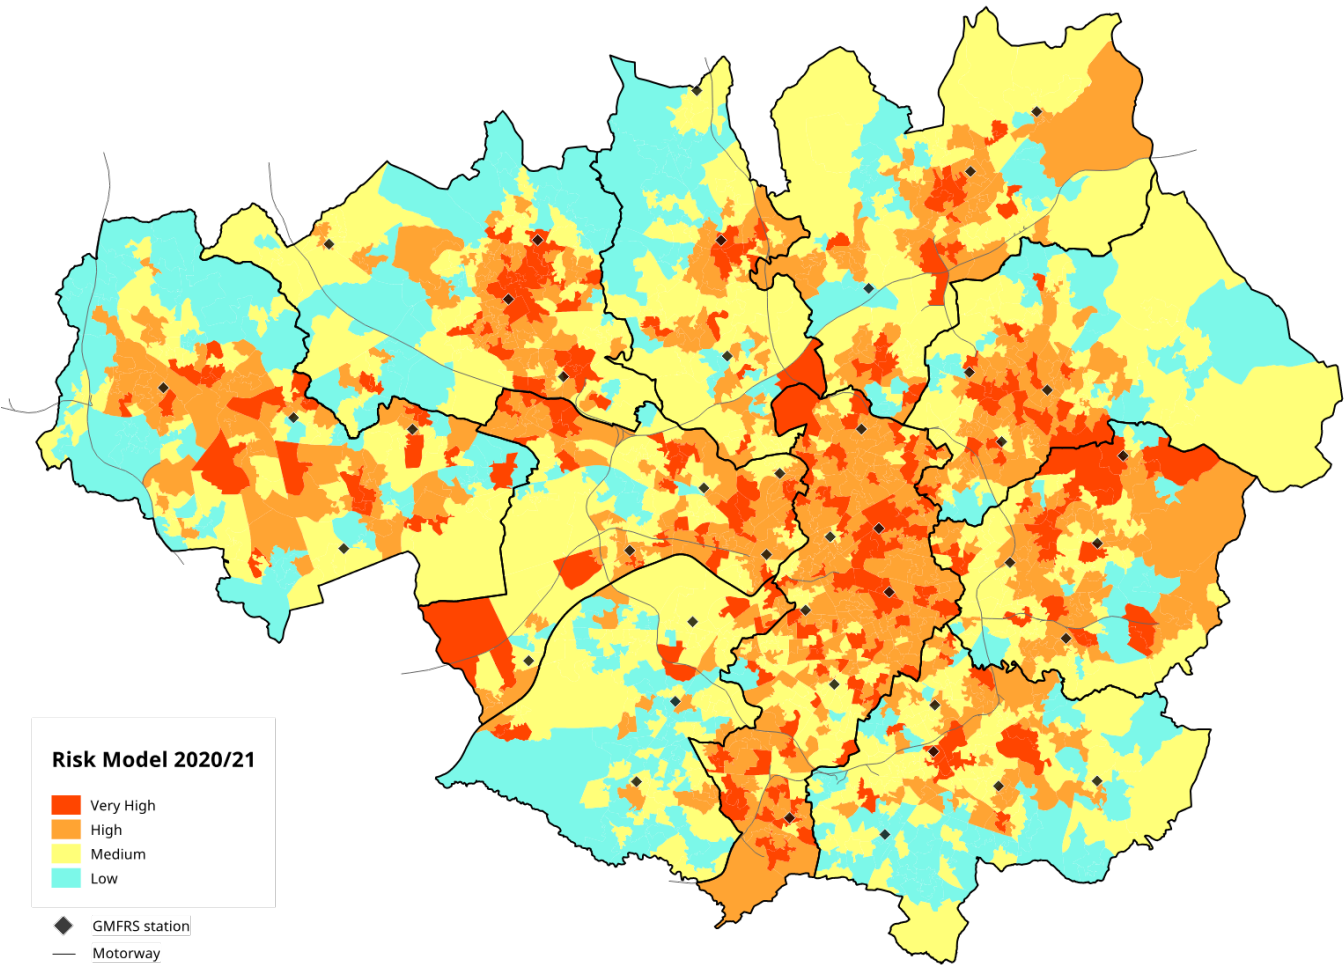 Risk Model 2020/21
Very High
High
Medium
Low
GMFRS station
Motorway